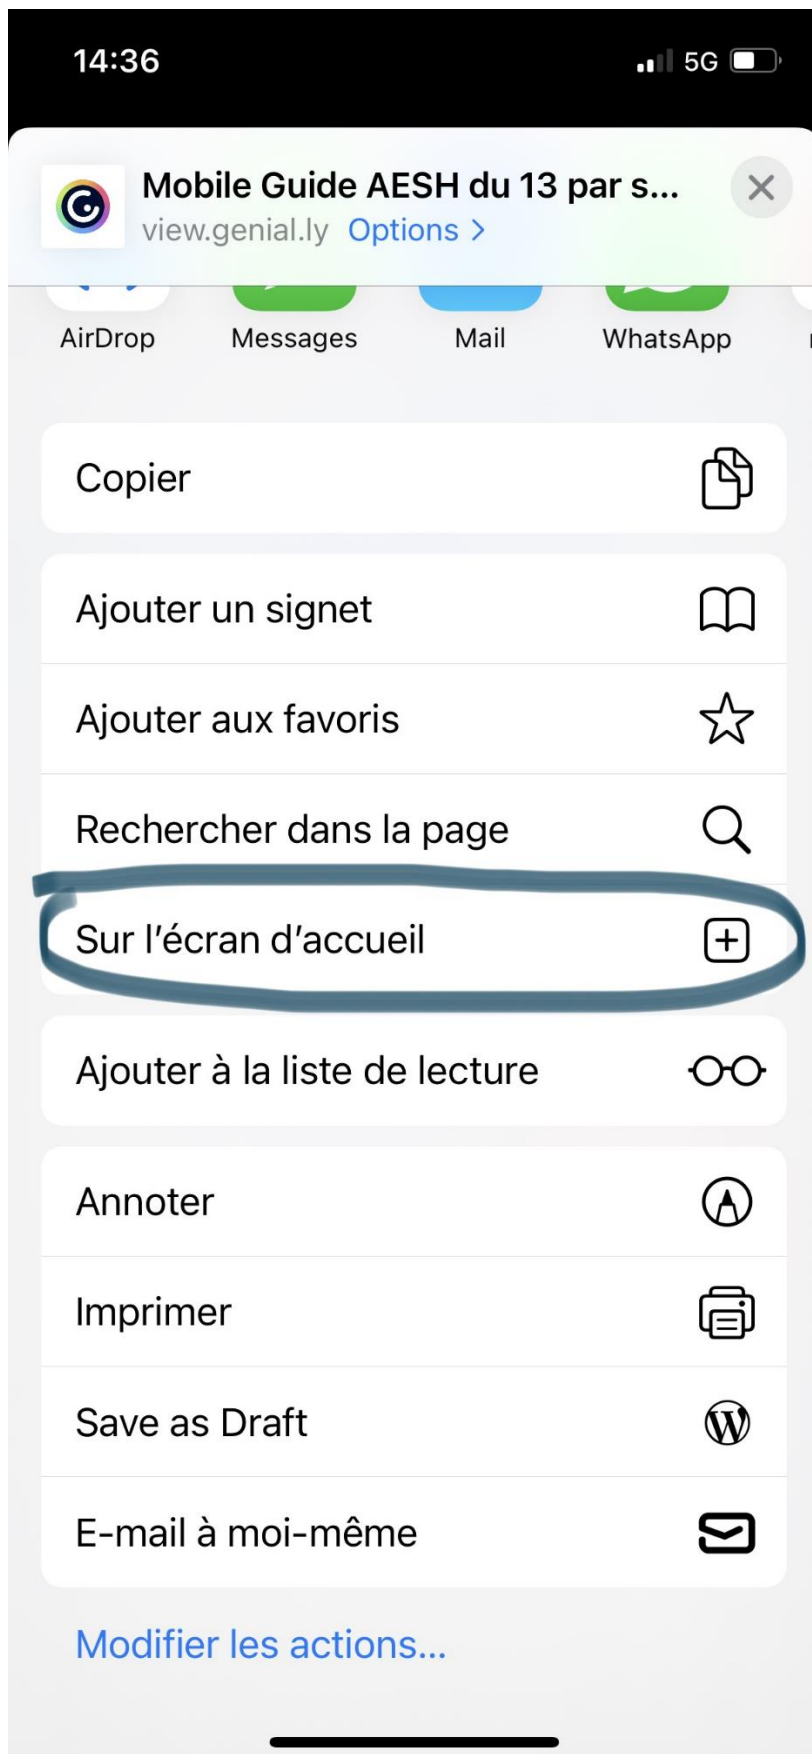 14:36
5G
Mobile Guide AESH du 13 par s...
view.genial.ly Options >
AirDrop Messages Mail WhatsApp
Copier
Ajouter un signet
Ajouter aux favoris
Rechercher dans la page
Sur l’écran d’accueil
Ajouter à la liste de lecture
Annoter
Imprimer
Save as Draft
E-mail à moi-même
Modifier les actions...